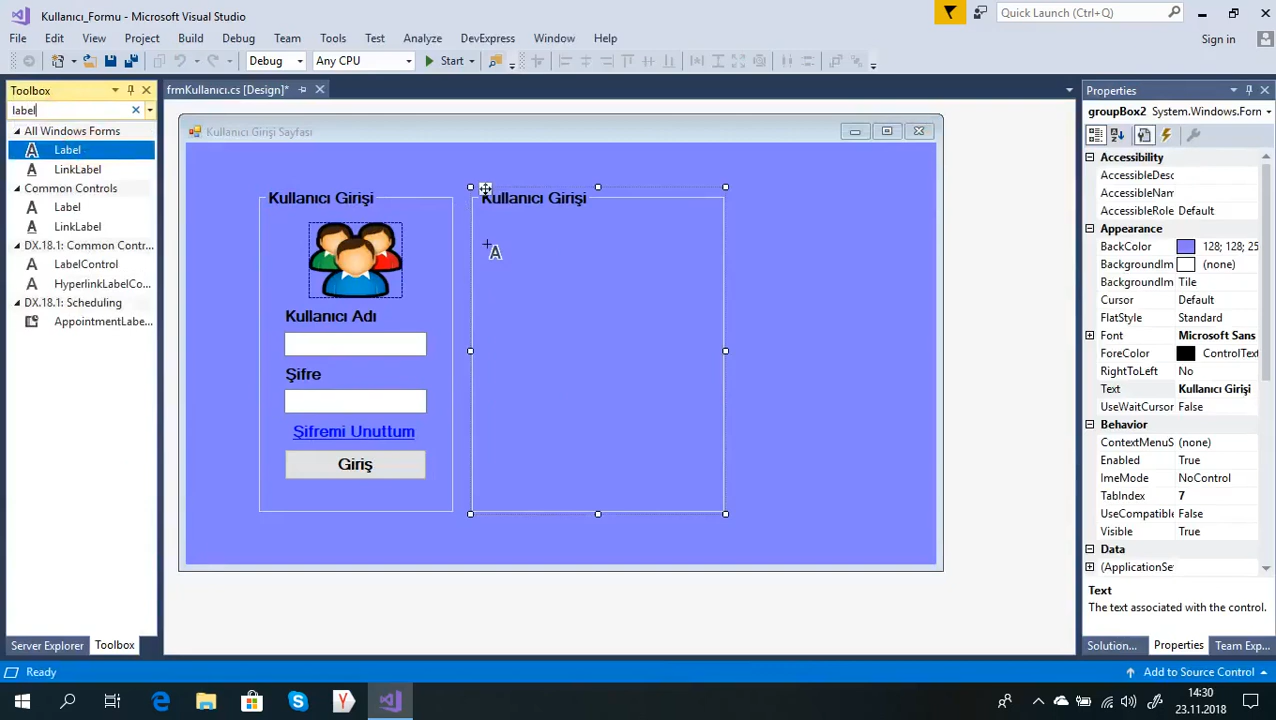 Kullanıcı_Formu - Microsoft Visual Studio
Quick Launch (Ctrl+Q)
File Edit View Project Build Debug Team Tools Test Analyze DevExpress Window Help
Sign in
Debug Any CPU Start
Toolbox
label
All Windows Forms
Label
LinkLabel
Common Controls
Label
LinkLabel
DX.18.1: Common Contr...
LabelControl
HyperlinkLabelCo...
DX.18.1: Scheduling
AppointmentLabe...
Server Explorer Toolbox
frmKullanıcı.cs [Design]*
Kullanıcı Girişi Sayfası
Kullanıcı Girişi
Kullanıcı Adı
Şifre
Şifremi Unuttum
Giriş
Kullanıcı Girişi
A
Properties
groupBox2 System.Windows.Form
Accessibility
AccessibleDesc
AccessibleNam
AccessibleRole Default
Appearance
BackColor 128; 128; 25
BackgroundIm (none)
BackgroundIm Tile
Cursor Default
FlatStyle Standard
Font Microsoft Sans
ForeColor ControlText
RightToLeft No
Text Kullanıcı Girişi
UseWaitCursor False
Behavior
ContextMenuS (none)
Enabled True
ImeMode NoControl
TabIndex 7
UseCompatible False
Visible True
Data
(ApplicationSet
Text
The text associated with the control.
Solution... Properties Team Exp...
Ready
Add to Source Control
14:30
23.11.2018